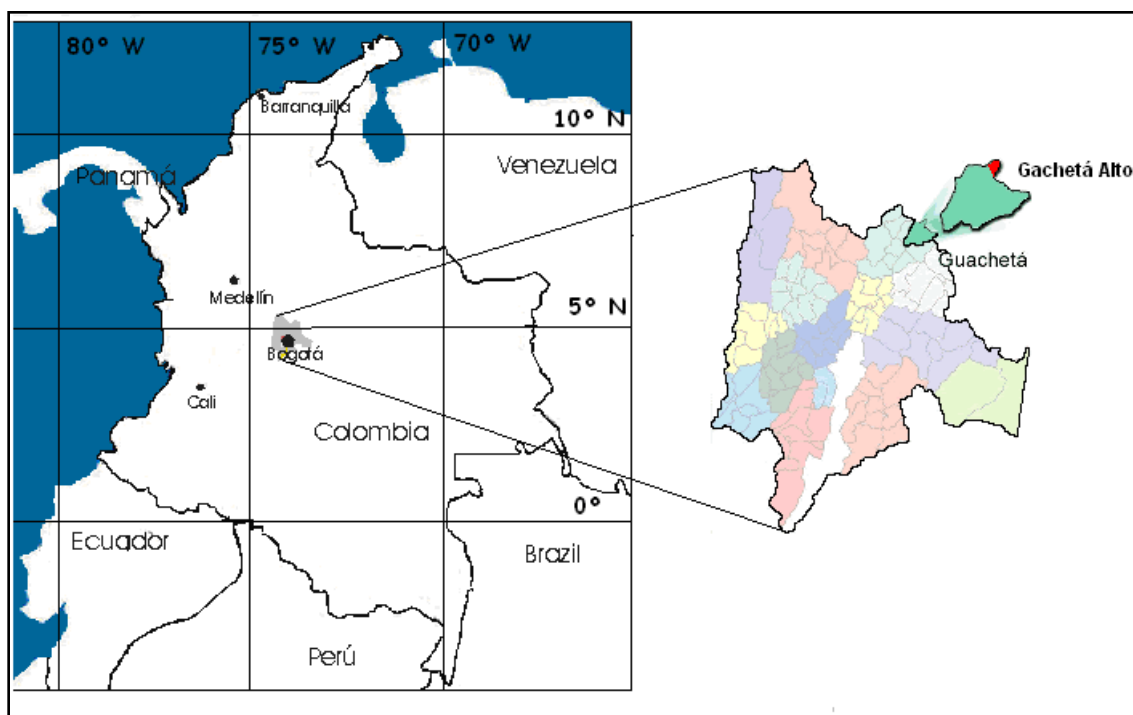 80° W
75° W
70° W
Barranquilla
10° N
Panamá
Venezuela
Gachetá Alto
Guachetá
Medellín
5° N
Bogotá
Cali
Colombia
0°
Ecuador
Brazil
Perú